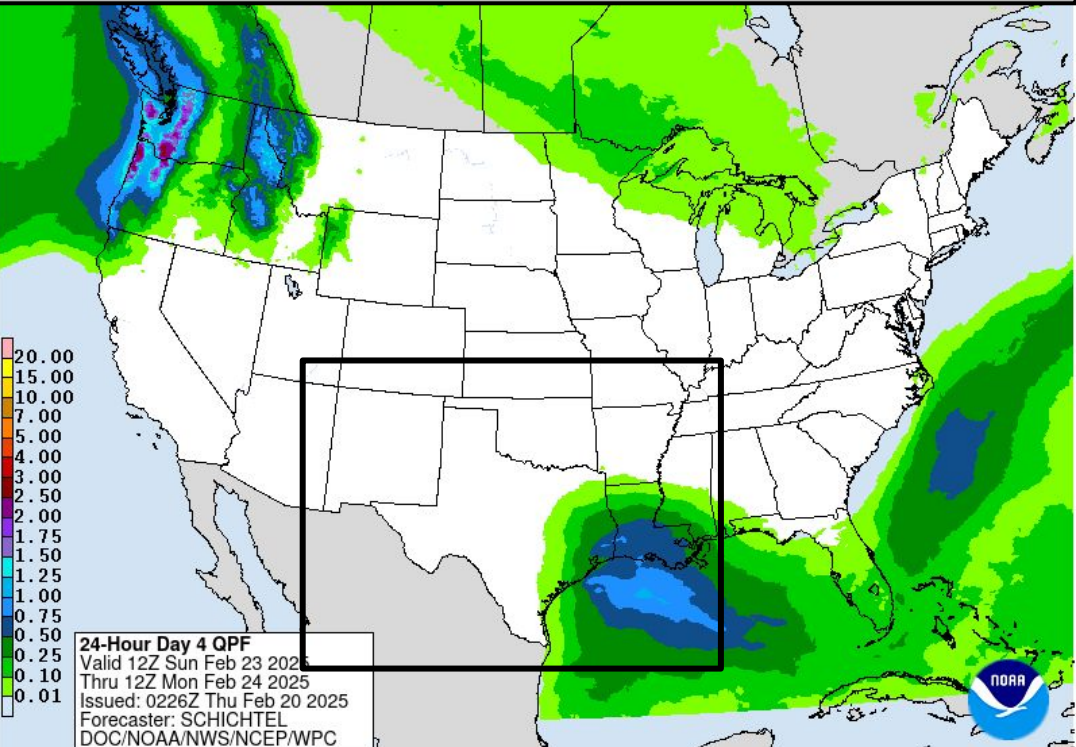 20.00
15.00
10.00
7.00
5.00
4.00
3.00
2.50
2.00
1.75
1.50
1.25
1.00
0.75
0.50
0.25
0.10
0.01
24-Hour Day 4 QPF
Valid 12Z Sun Feb 23 2025
Thru 12Z Mon Feb 24 2025
Issued: 0226Z Thu Feb 20 2025
Forecaster: SCHICHTEL
DOC/NOAA/NWS/NCEP/WPC
NOAA